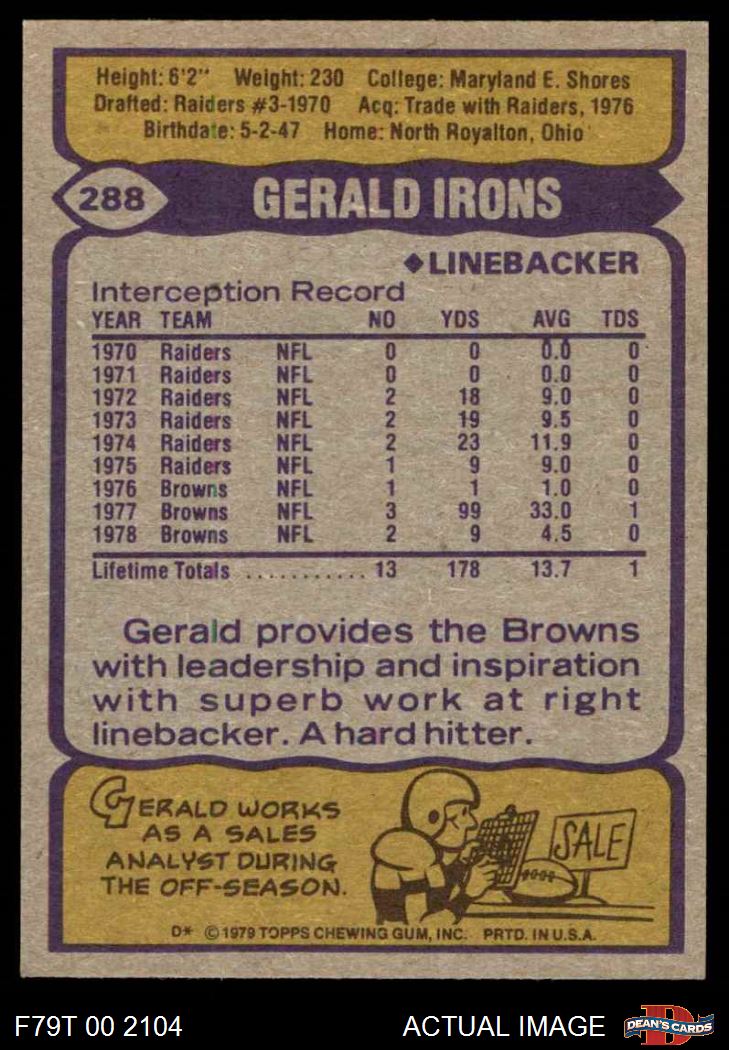 Height: 6'2" Weight: 230 College: Maryland E. Shores
Drafted: Raiders #3-1970 Acq: Trade with Raiders, 1976
Birthdate: 5-2-47 Home: North Royalton, Ohio
288 GERALD IRONS
◆LINEBACKER
Interception Record
YEAR TEAM NO YDS AVG TDS
1970 Raiders NFL 0 0 0.0 0
1971 Raiders NFL 0 0 0.0 0
1972 Raiders NFL 2 18 9.0 0
1973 Raiders NFL 2 19 9.5 0
1974 Raiders NFL 2 23 11.9 0
1975 Raiders NFL 1 9 9.0 0
1976 Browns NFL 1 1 1.0 0
1977 Browns NFL 3 99 33.0 1
1978 Browns NFL 2 9 4.5 0
Lifetime Totals ........... 13 178 13.7 1
Gerald provides the Browns
with leadership and inspiration
with superb work at right
linebacker. A hard hitter.
GERALD WORKS
AS A SALES
ANALYST DURING
THE OFF-SEASON.
SALE
D* © 1979 TOPPS CHEWING GUM, INC. PRTD. IN U.S.A.
F79T 00 2104 ACTUAL IMAGE D DEAN'S CARDS